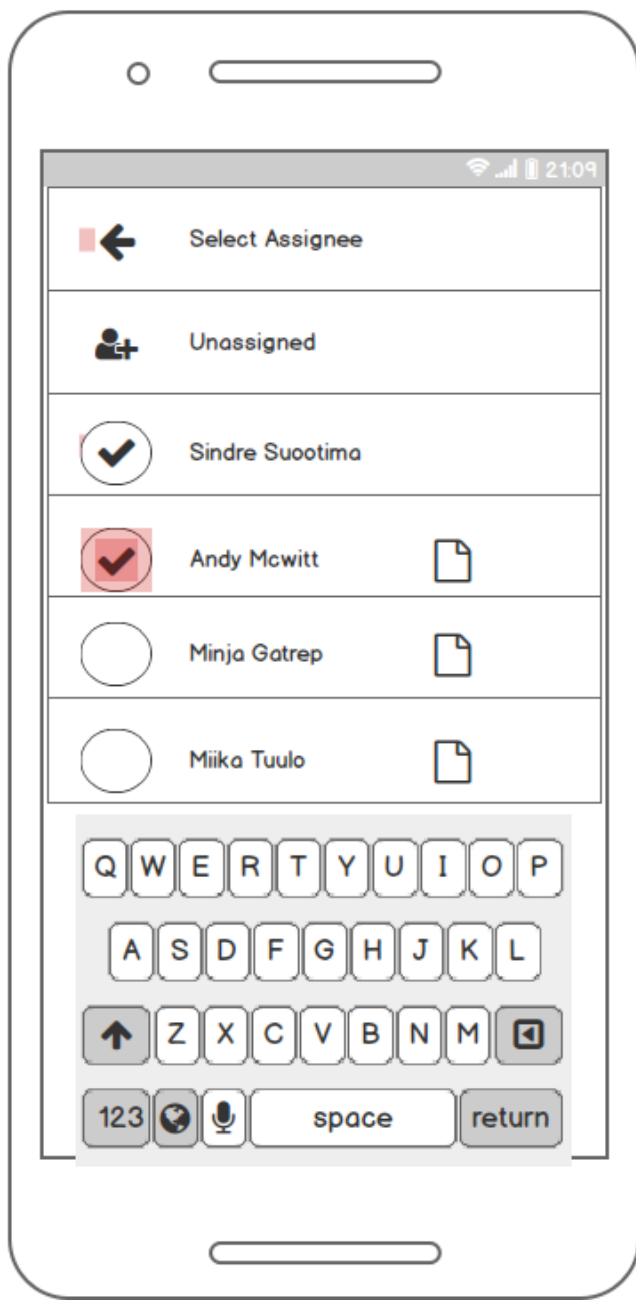 21:09
Select Assignee
Unassigned
Sindre Suootima
Andy Mcwitt
Minja Gatrep
Miika Tuulo
Q W E R T Y U I O P
A S D F G H J K L
Z X C V B N M
123 space return